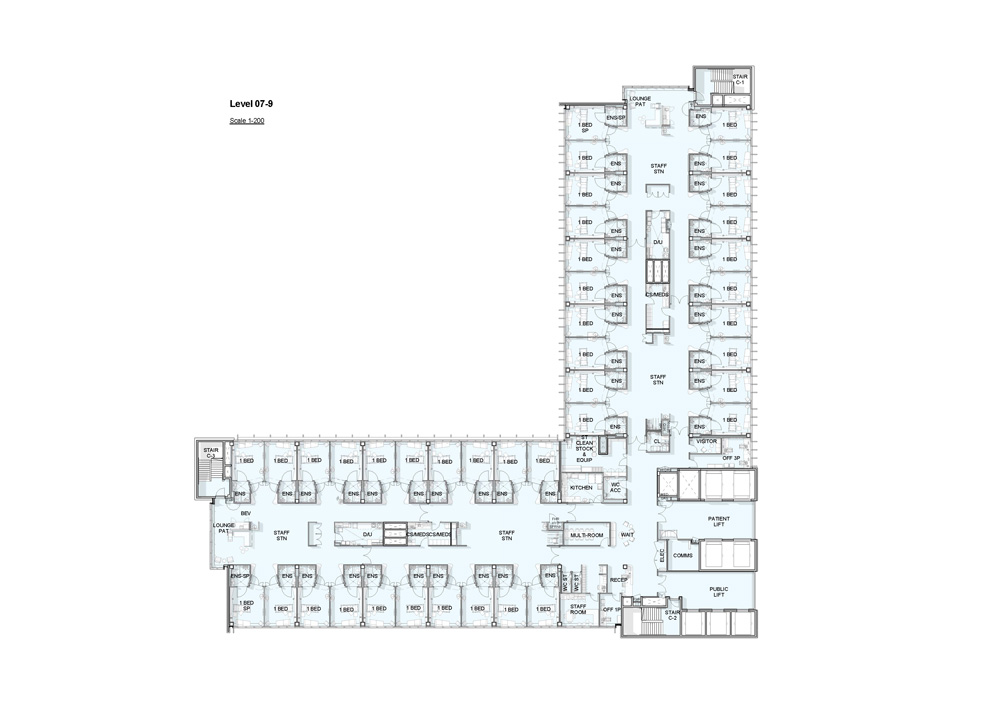 Level 07-9
Scale 1-200
STAIR
C-1
LOUNGE
PAT
1 BED
SP
ENS-SP
ENS
1 BED
STAFF
STN
1 BED
ENS
ENS
1 BED
1 BED
ENS
ENS
1 BED
1 BED
ENS
ENS
1 BED
D/U
1 BED
ENS
ENS
1 BED
1 BED
ENS
CS/MEDS
ENS
1 BED
1 BED
ENS
ENS
1 BED
1 BED
ENS
ENS
1 BED
STAFF
STN
1 BED
ENS
ENS
1 BED
1 BED
ENS
1 BED
ST
CLEAN
STOCK
&
EQUIP
CL
VISITOR
OFF 3P
KITCHEN
WC
ACC
STAIR
C-3
1 BED
1 BED
1 BED
1 BED
1 BED
1 BED
1 BED
1 BED
1 BED
1 BED
ENS
ENS
ENS
ENS
ENS
ENS
ENS
ENS
ENS
ENS
BEV
LOUNGE
PAT
STAFF
STN
D/U
CS/MEDS
CS/MEDS
STAFF
STN
MULTI-ROOM
WAIT
PATIENT
LIFT
ELEC
COMMS
PUBLIC
LIFT
ENS-SP
ENS
ENS
ENS
ENS
ENS
ENS
ENS
ENS
ENS
WC ST
WC ST
RECEP
1 BED
SP
1 BED
1 BED
1 BED
1 BED
1 BED
1 BED
1 BED
1 BED
1 BED
STAFF
ROOM
OFF 1P
STAIR
C-2